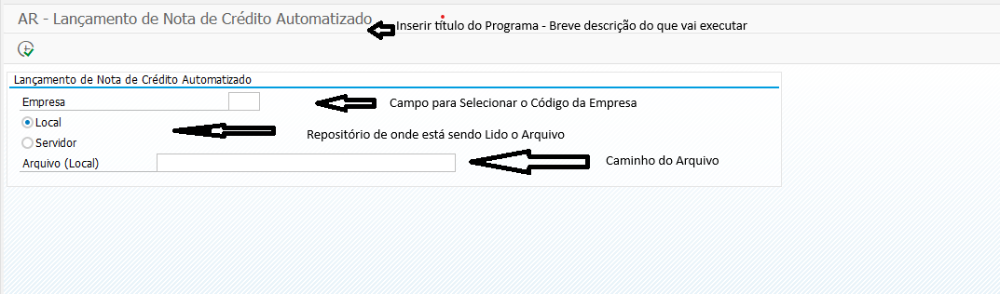 AR - Lançamento de Nota de Crédito Automatizado
Inserir título do Programa - Breve descrição do que vai executar
Lançamento de Nota de Crédito Automatizado
Empresa
Campo para Selecionar o Código da Empresa
Local
Repositório de onde está sendo Lido o Arquivo
Servidor
Arquivo (Local)
Caminho do Arquivo